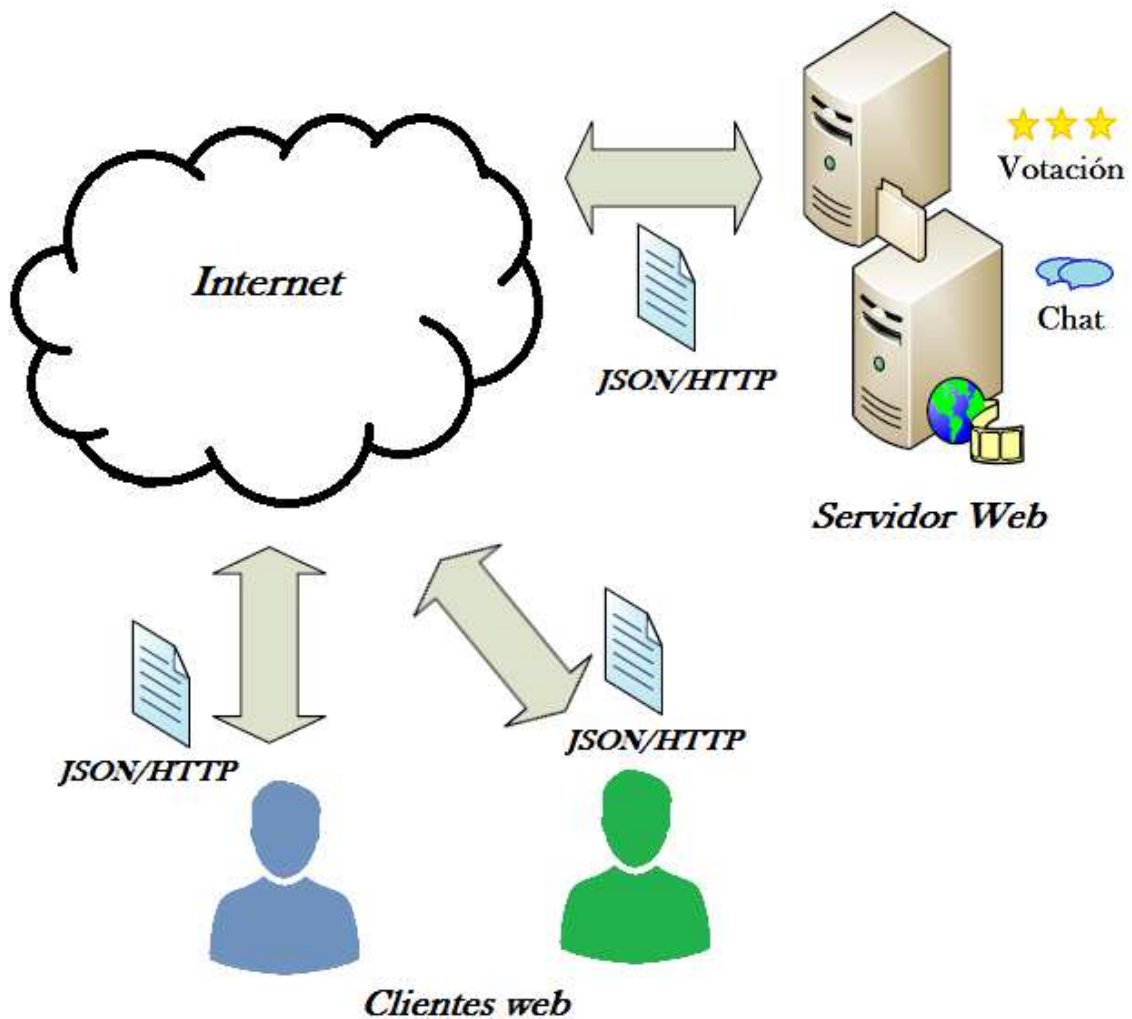 Votación
Internet
Chat
JSON/HTTP
Servidor Web
JSON/HTTP
JSON/HTTP
Clientes web